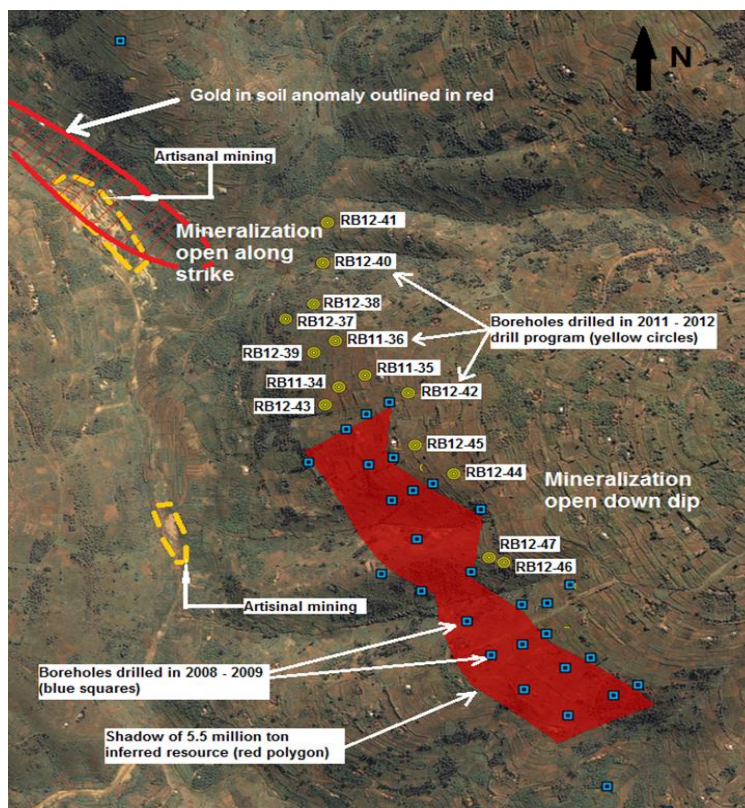 N
Gold in soil anomaly outlined in red
Artisanal mining
Mineralization
open along
strike
RB12-41
RB12-40
RB12-38
RB12-37
RB11-36
RB12-39
RB11-35
RB11-34
RB12-42
RB12-43
Boreholes drilled in 2011 - 2012
drill program (yellow circles)
RB12-45
RB12-44
Mineralization
open down dip
RB12-47
RB12-46
Artisinal mining
Boreholes drilled in 2008 - 2009
(blue squares)
Shadow of 5.5 million ton
inferred resource (red polygon)